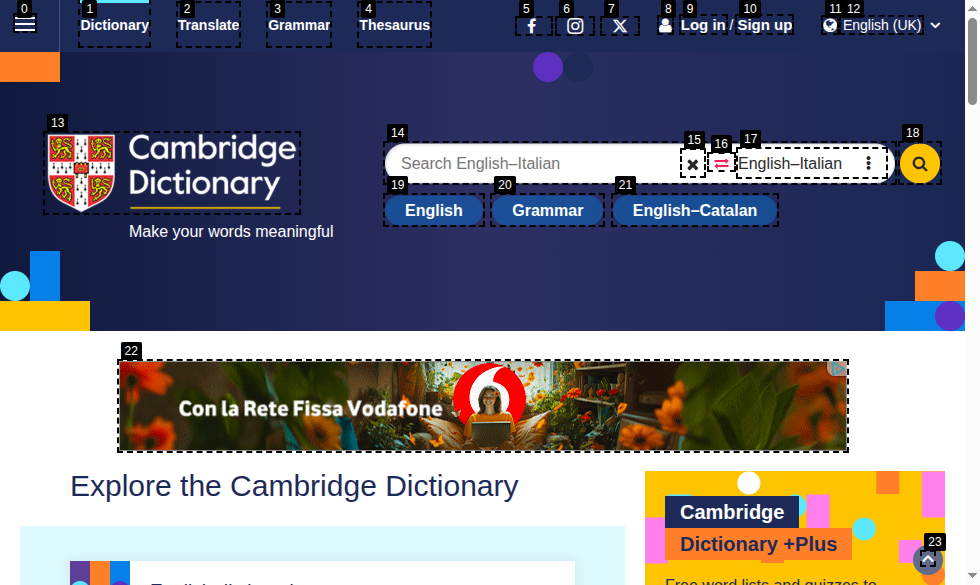 0
1
2
3
4
5
6
7
8
9
10
11
12
Dictionary
Translate
Grammar
Thesaurus
Log in / Sign up
English (UK)
13
14
15
16
17
18
Cambridge
Dictionary
Make your words meaningful
Search English–Italian
English–Italian
19
20
21
English
Grammar
English–Catalan
22
Con la Rete Fissa Vodafone
Explore the Cambridge Dictionary
Cambridge
Dictionary +Plus
23
Free word lists and quizzes to